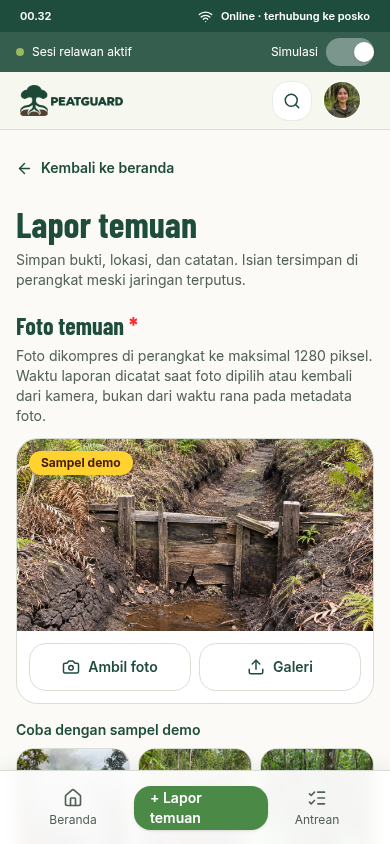 00.32
Online · terhubung ke posko
Sesi relawan aktif
Simulasi
PEATGUARD
Kembali ke beranda
Lapor temuan
Simpan bukti, lokasi, dan catatan. Isian tersimpan di
perangkat meski jaringan terputus.
Foto temuan *
Foto dikompres di perangkat ke maksimal 1280 piksel.
Waktu laporan dicatat saat foto dipilih atau kembali
dari kamera, bukan dari waktu rana pada metadata
foto.
Sampel demo
Ambil foto
Galeri
Coba dengan sampel demo
Beranda
+ Lapor
temuan
Antrean